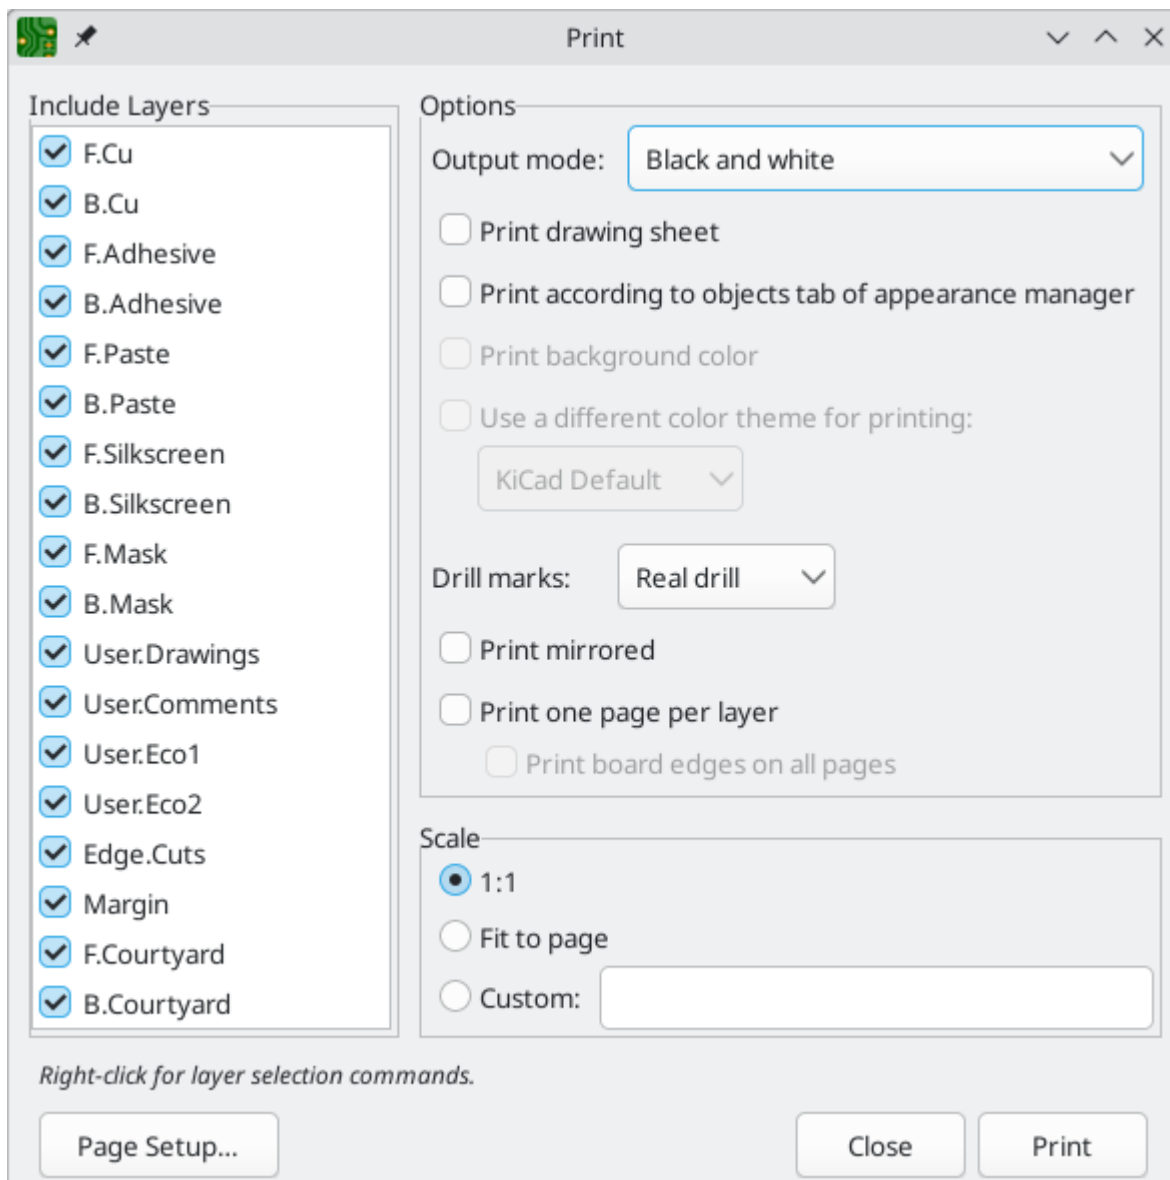 Print
Include Layers
F.Cu
B.Cu
F.Adhesive
B.Adhesive
F.Paste
B.Paste
F.Silkscreen
B.Silkscreen
F.Mask
B.Mask
User.Drawings
User.Comments
User.Eco1
User.Eco2
Edge.Cuts
Margin
F.Courtyard
B.Courtyard
Right-click for layer selection commands.
Options
Output mode: Black and white
Print drawing sheet
Print according to objects tab of appearance manager
Print background color
Use a different color theme for printing:
KiCad Default
Drill marks: Real drill
Print mirrored
Print one page per layer
Print board edges on all pages
Scale
1:1
Fit to page
Custom:
Page Setup... Close Print